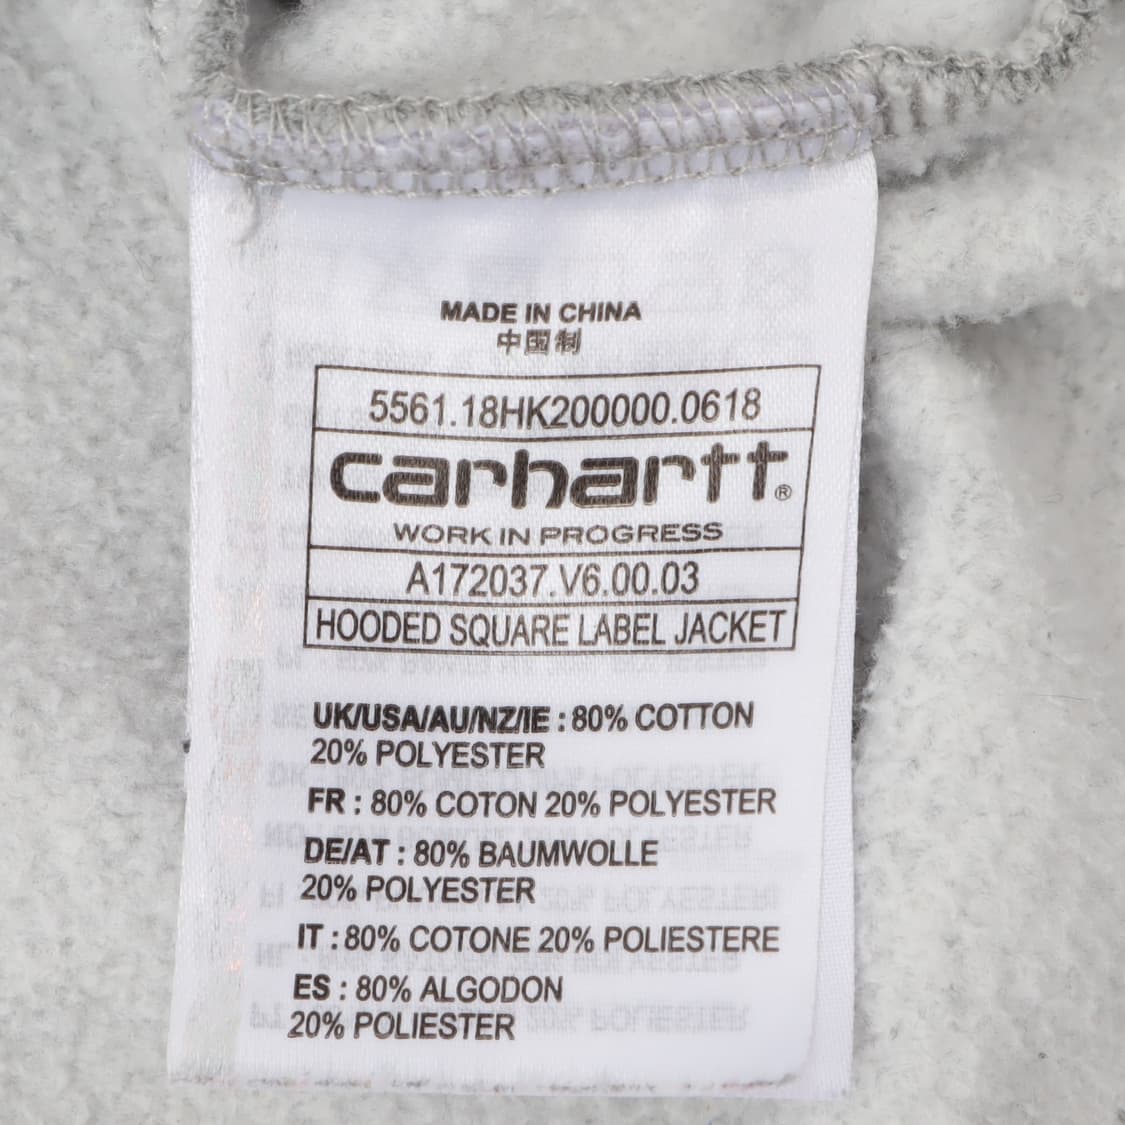 MADE IN CHINA
中国制
5561.18HK200000.0618
carhartt®
WORK IN PROGRESS
A172037.V6.00.03
HOODED SQUARE LABEL JACKET
UK/USA/AU/NZ/IE : 80% COTTON
20% POLYESTER
FR : 80% COTON 20% POLYESTER
DE/AT : 80% BAUMWOLLE
20% POLYESTER
IT : 80% COTONE 20% POLIESTERE
ES : 80% ALGODON
20% POLIESTER